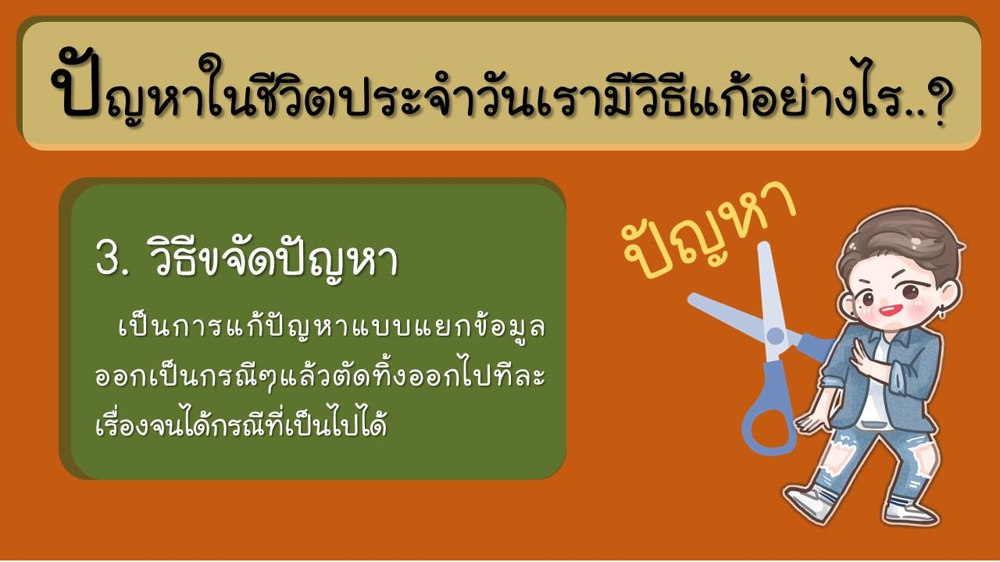 ปัญหาในชีวิตประจำวันเรามีวิธีแก้อย่างไร..?
3. วิธีขจัดปัญหา
เป็นการแก้ปัญหาแบบแยกข้อมูล
ออกเป็นกรณีๆแล้วตัดทิ้งออกไปทีละ
เรื่องจนได้กรณีที่เป็นไปได้
ปัญหา